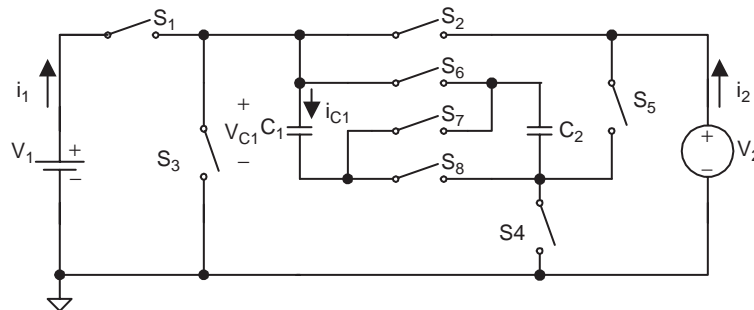 S1
S2
S6
i1
i2
+
iC1
S5
S7
VC1
C1
C2
V1
+
S3
+
V2
−
−
−
S8
S4